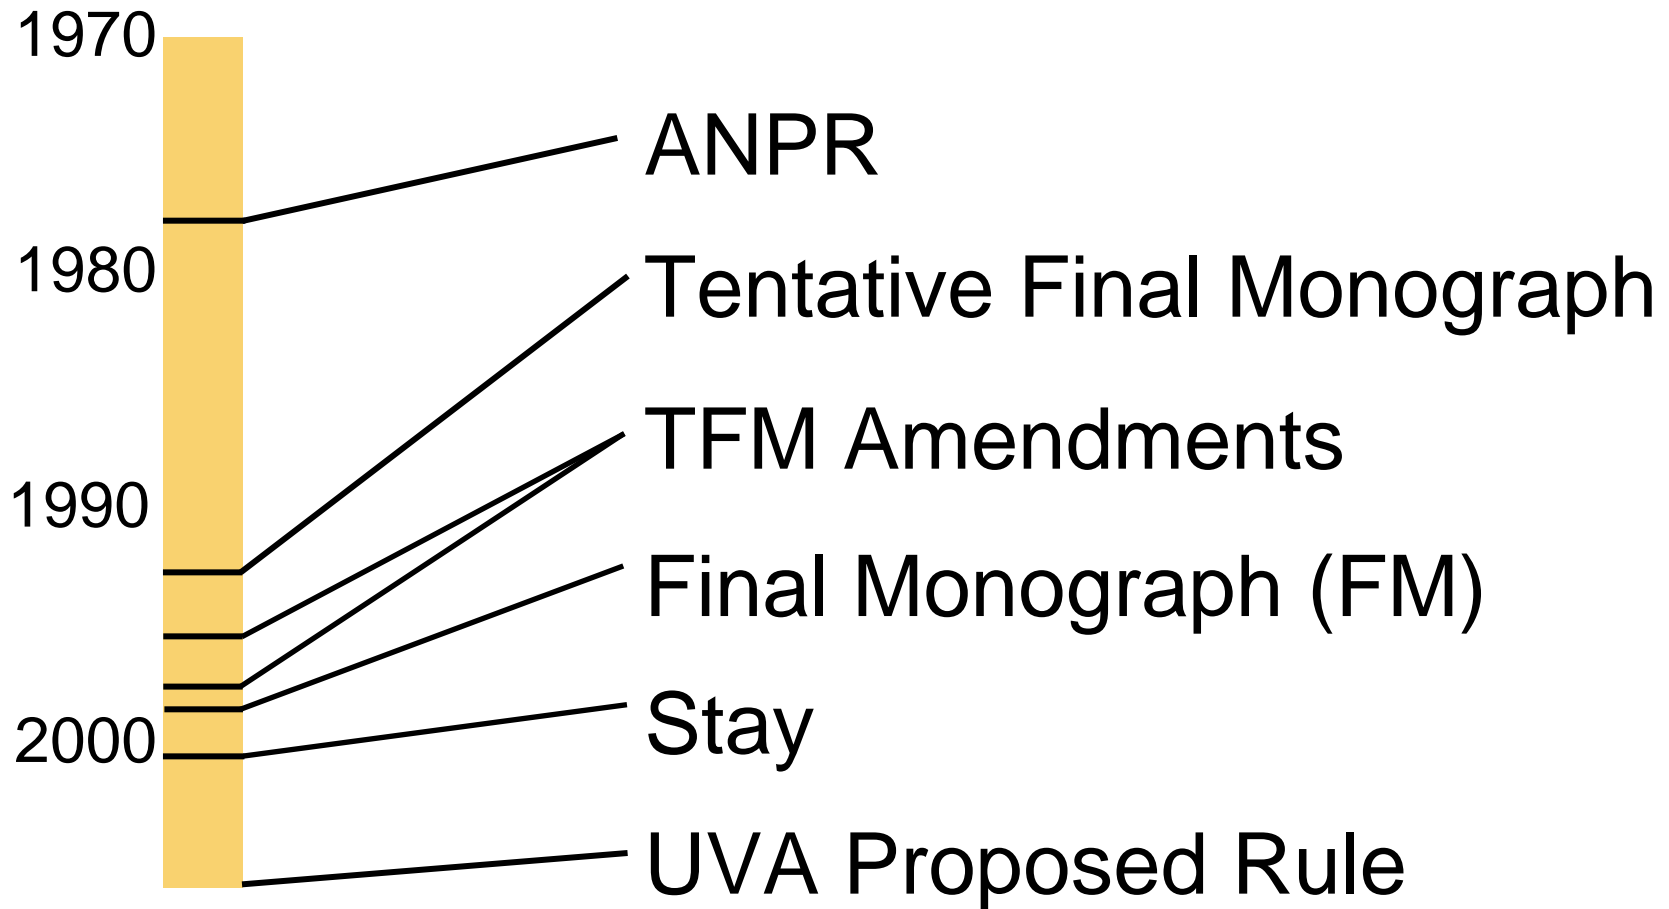 1970
ANPR
1980
Tentative Final Monograph
TFM Amendments
1990
Final Monograph (FM)
2000
Stay
UVA Proposed Rule